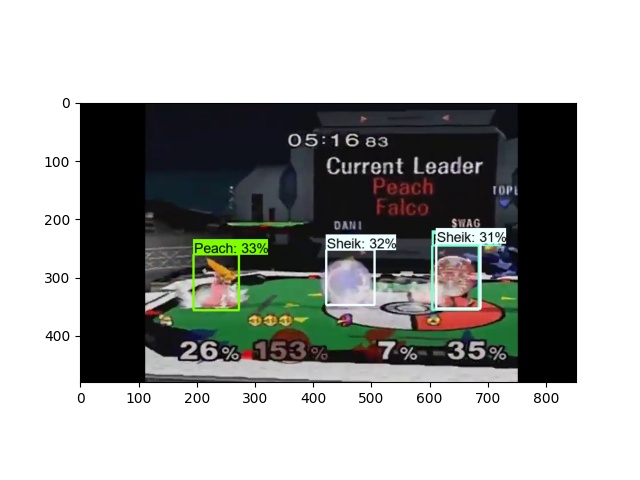 0
100
200
300
400
05:16 83
Current Leader
Peach
Falco
TOPL
DANI
$WAG
Peach: 33%
Sheik: 32%
Sheik: 31%
26% 153% 7% 35%
0 100 200 300 400 500 600 700 800